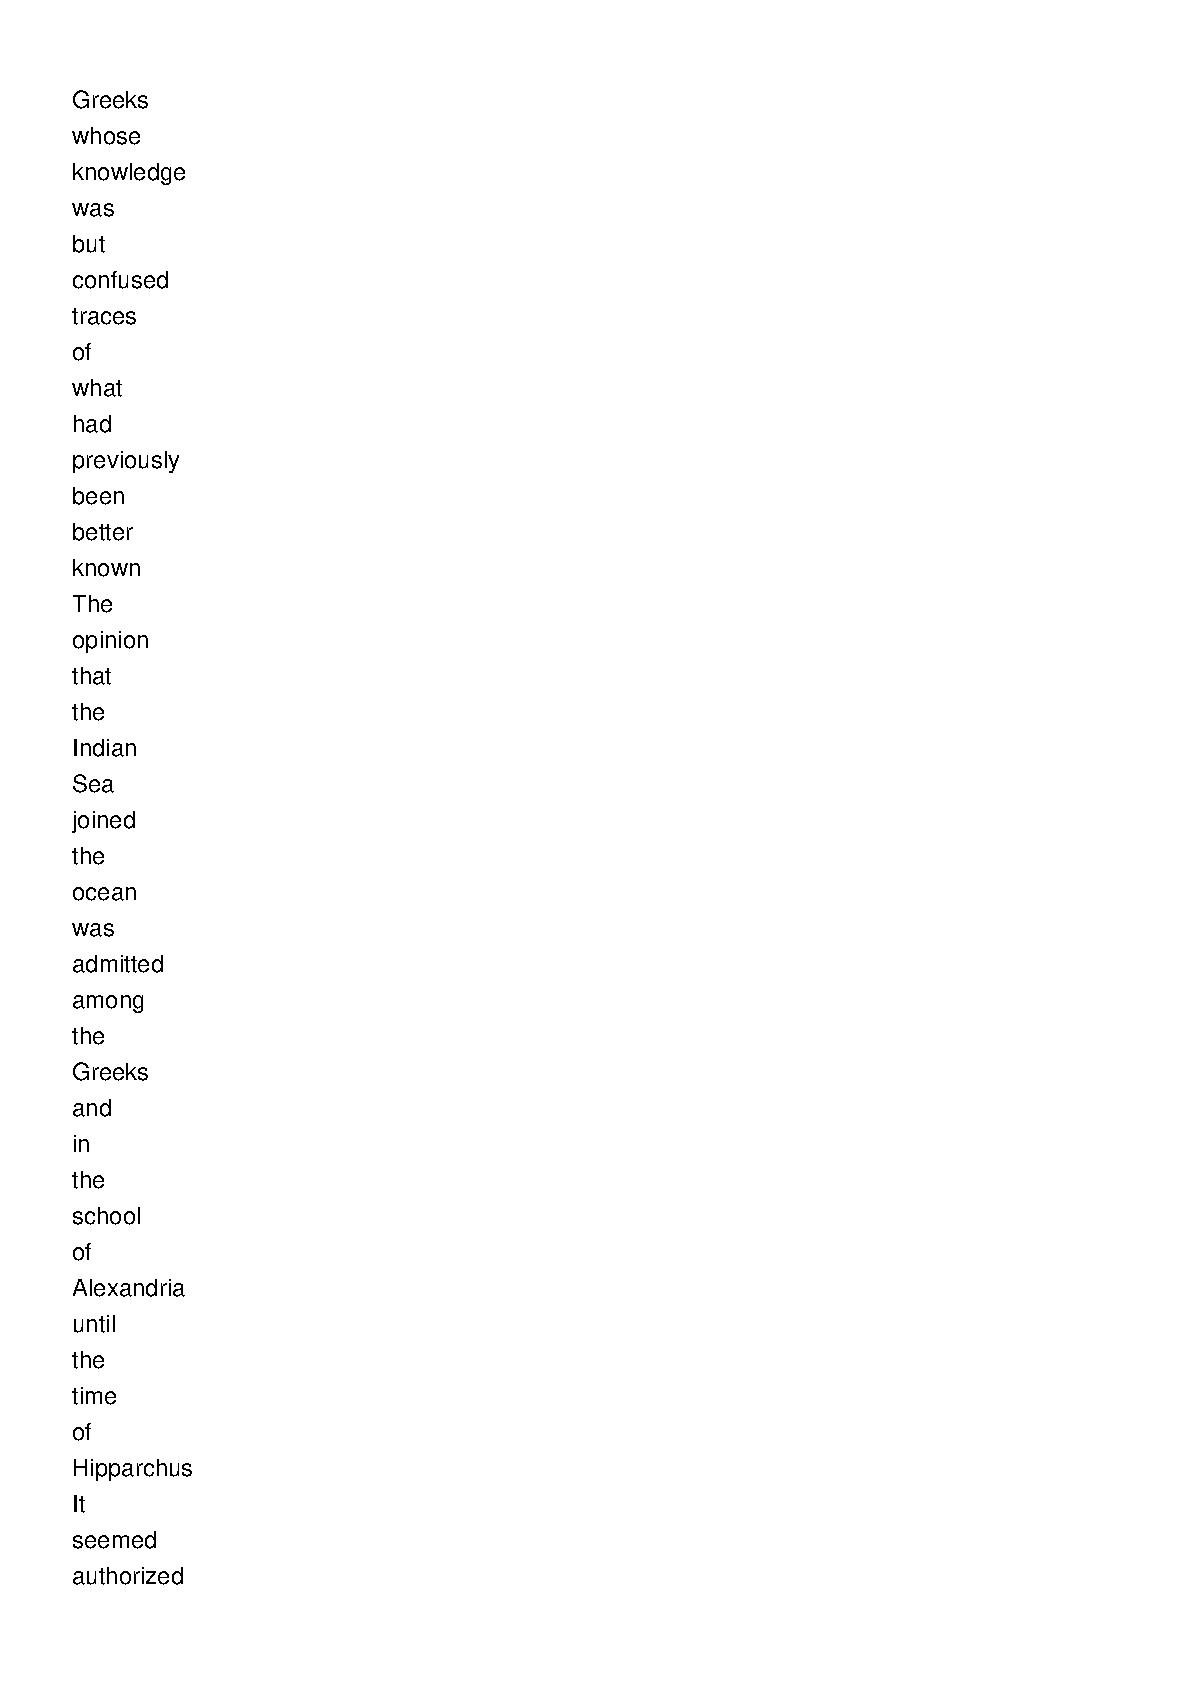 Greeks
whose
knowledge
was
but
confused
traces
of
what
had
previously
been
better
known
The
opinion
that
the
Indian
Sea
joined
the
ocean
was
admitted
among
the
Greeks
and
in
the
school
of
Alexandria
until
the
time
of
Hipparchus
It
seemed
authorized